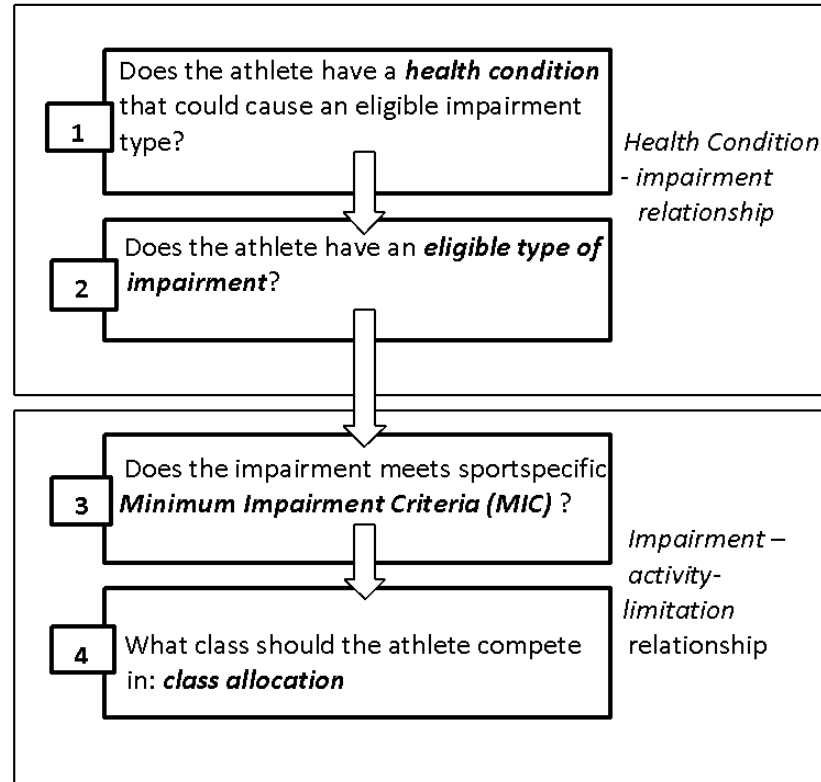 1
Does the athlete have a health condition
that could cause an eligible impairment
type?
Health Condition
- impairment
relationship
2
Does the athlete have an eligible type of
impairment?
3
Does the impairment meets sportspecific
Minimum Impairment Criteria (MIC) ?
Impairment –
activity-
limitation
relationship
4
What class should the athlete compete
in: class allocation